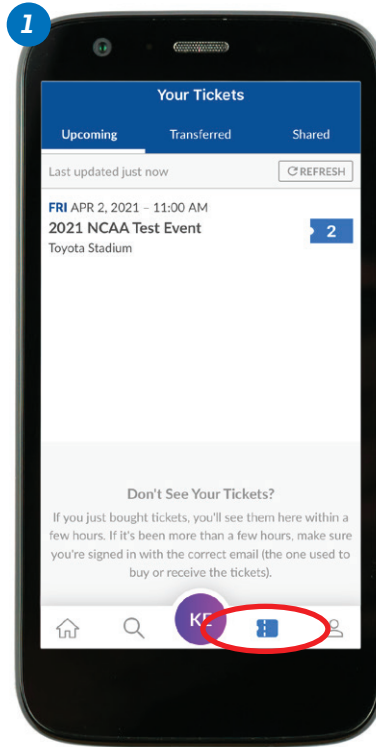 1
Your Tickets
Upcoming Transferred Shared
Last updated just now REFRESH
FRI APR 2, 2021 – 11:00 AM
2021 NCAA Test Event
2
Toyota Stadium
Don't See Your Tickets?
If you just bought tickets, you'll see them here within a
few hours. If it's been more than a few hours, make sure
you're signed in with the correct email (the one used to
buy or receive the tickets).
KE